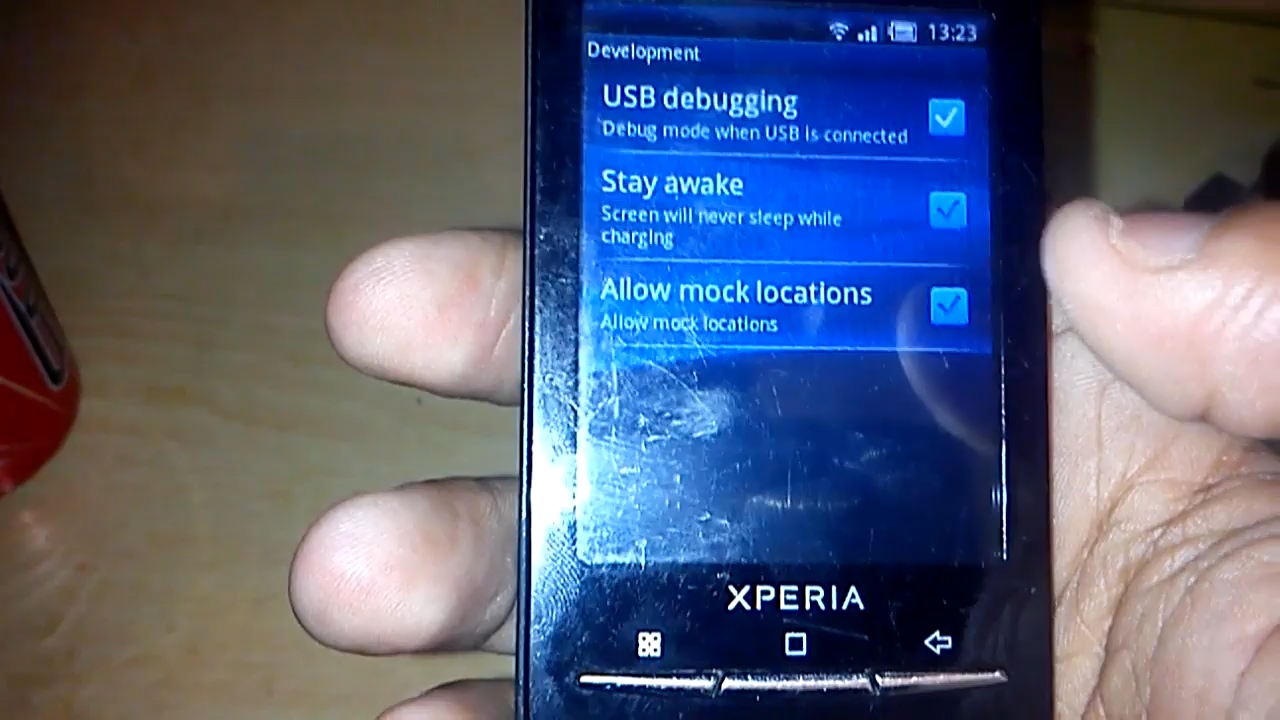 13:23
Development
USB debugging
Debug mode when USB is connected
Stay awake
Screen will never sleep while
charging
Allow mock locations
Allow mock locations
XPERIA